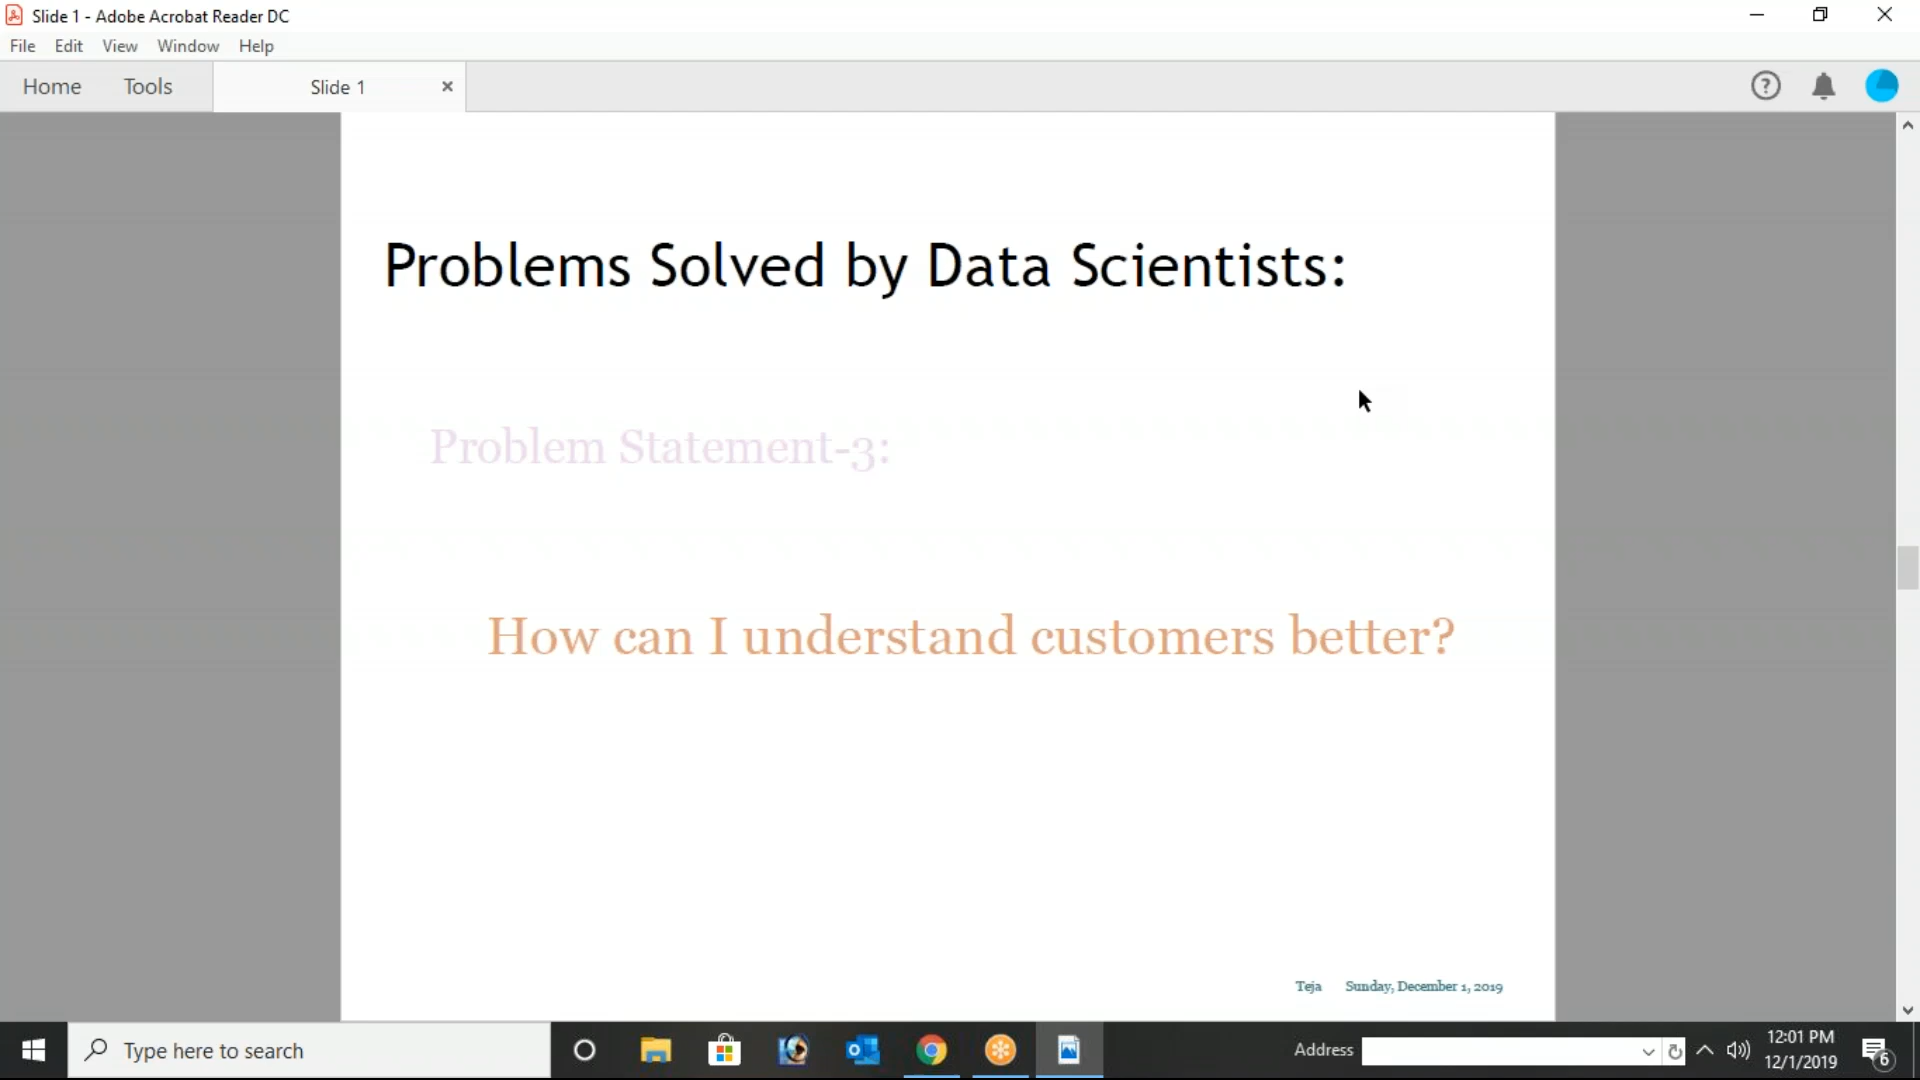 Slide 1 - Adobe Acrobat Reader DC
File Edit View Window Help
Home Tools Slide 1
Problems Solved by Data Scientists:
Problem Statement-3:
How can I understand customers better?
Teja Sunday, December 1, 2019
Type here to search
Address
12:01 PM
12/1/2019
6